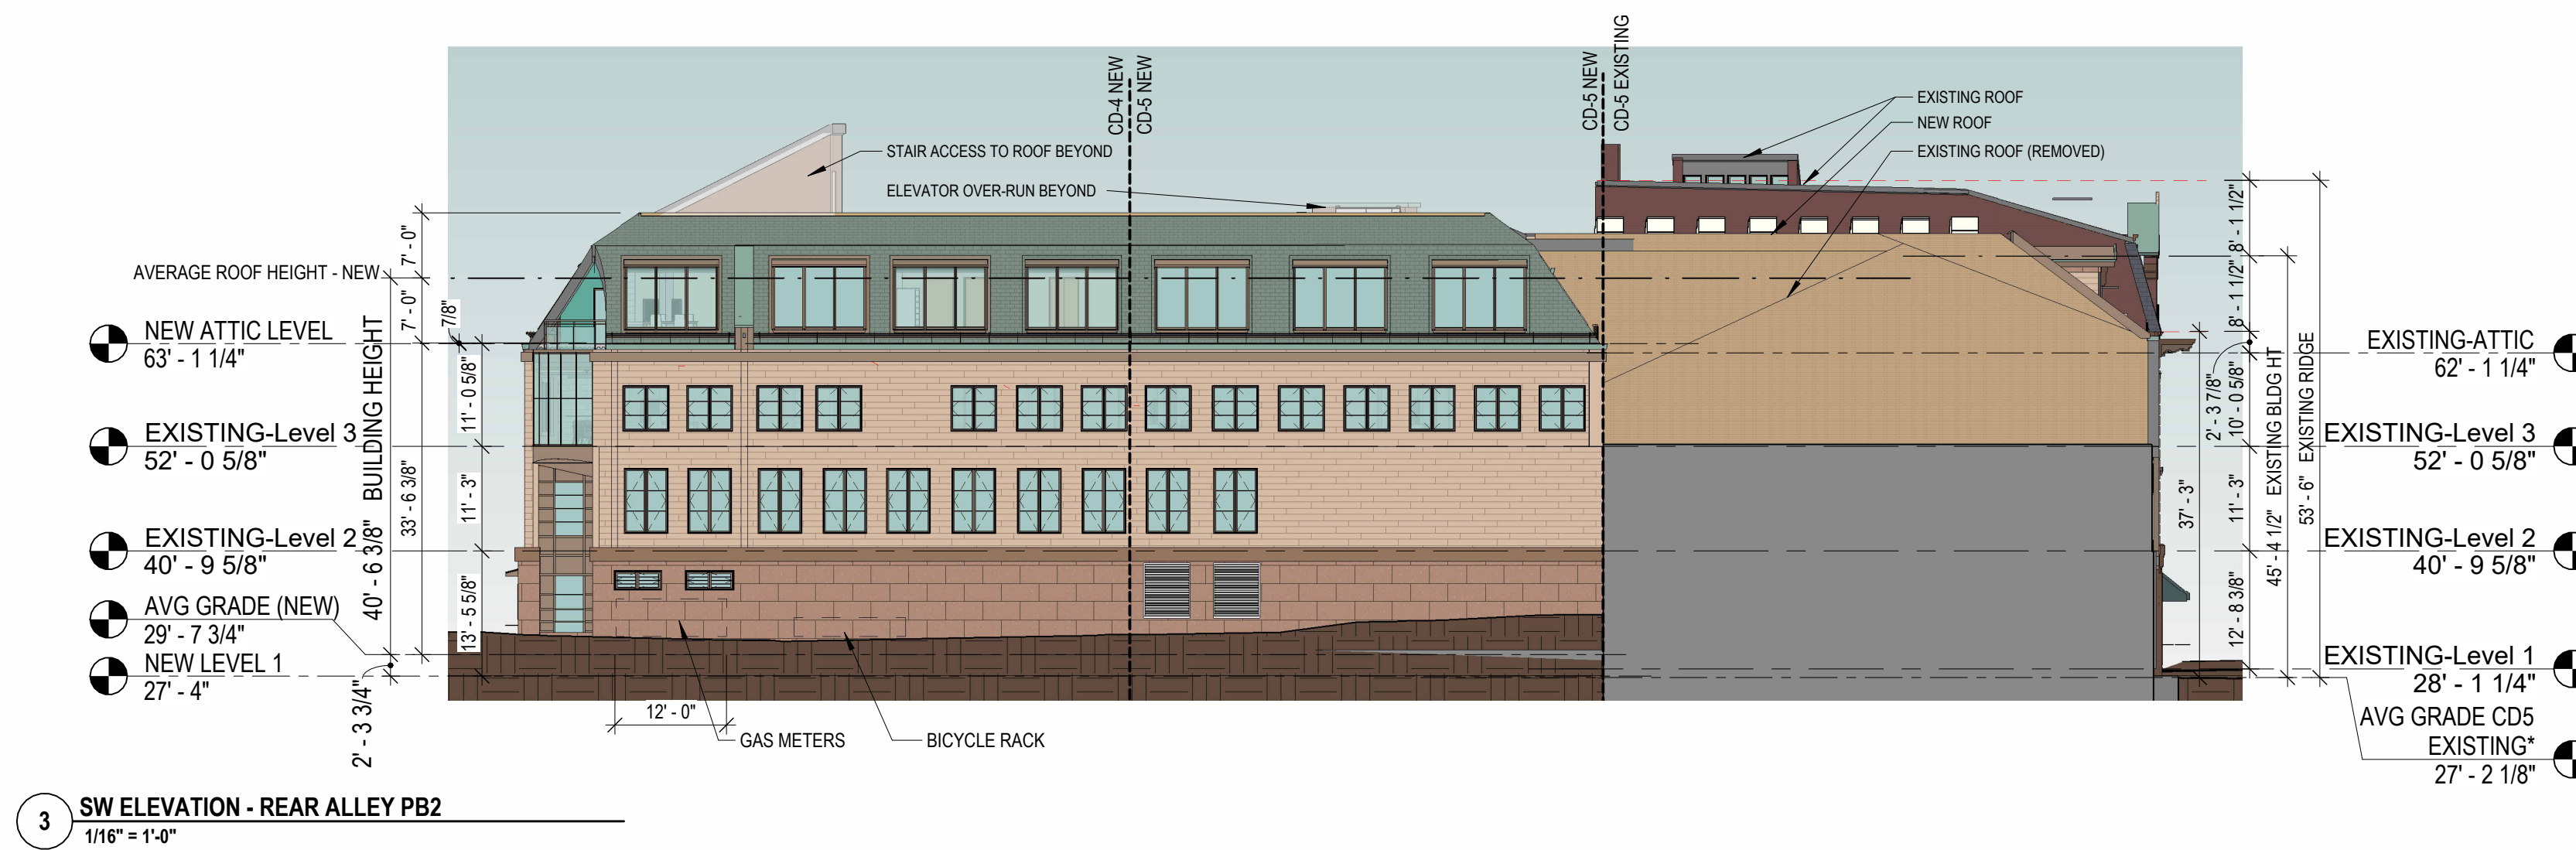 CD-4 NEW
CD-5 NEW
CD-5 NEW
CD-5 EXISTING
EXISTING ROOF
NEW ROOF
EXISTING ROOF (REMOVED)
STAIR ACCESS TO ROOF BEYOND
ELEVATOR OVER-RUN BEYOND
AVERAGE ROOF HEIGHT - NEW
NEW ATTIC LEVEL
63' - 1 1/4"
EXISTING-Level 3
52' - 0 5/8"
EXISTING-Level 2
40' - 9 5/8"
AVG GRADE (NEW)
29' - 7 3/4"
NEW LEVEL 1
27' - 4"
2' - 3 3/4"
40' - 6 3/8" BUILDING HEIGHT
33' - 6 3/8"
7' - 0"
7' - 0"
7/8"
11' - 0 5/8"
11' - 3"
13' - 5 5/8"
12' - 0"
GAS METERS
BICYCLE RACK
8' - 1 1/2"
8' - 1 1/2"
2' - 3 7/8"
10' - 0 5/8"
11' - 3"
12' - 8 3/8"
37' - 3"
45' - 4 1/2" EXISTING BLDG HT
53' - 6" EXISTING RIDGE
EXISTING-ATTIC
62' - 1 1/4"
EXISTING-Level 3
52' - 0 5/8"
EXISTING-Level 2
40' - 9 5/8"
EXISTING-Level 1
28' - 1 1/4"
AVG GRADE CD5
EXISTING*
27' - 2 1/8"
3
SW ELEVATION - REAR ALLEY PB2
1/16" = 1'-0"